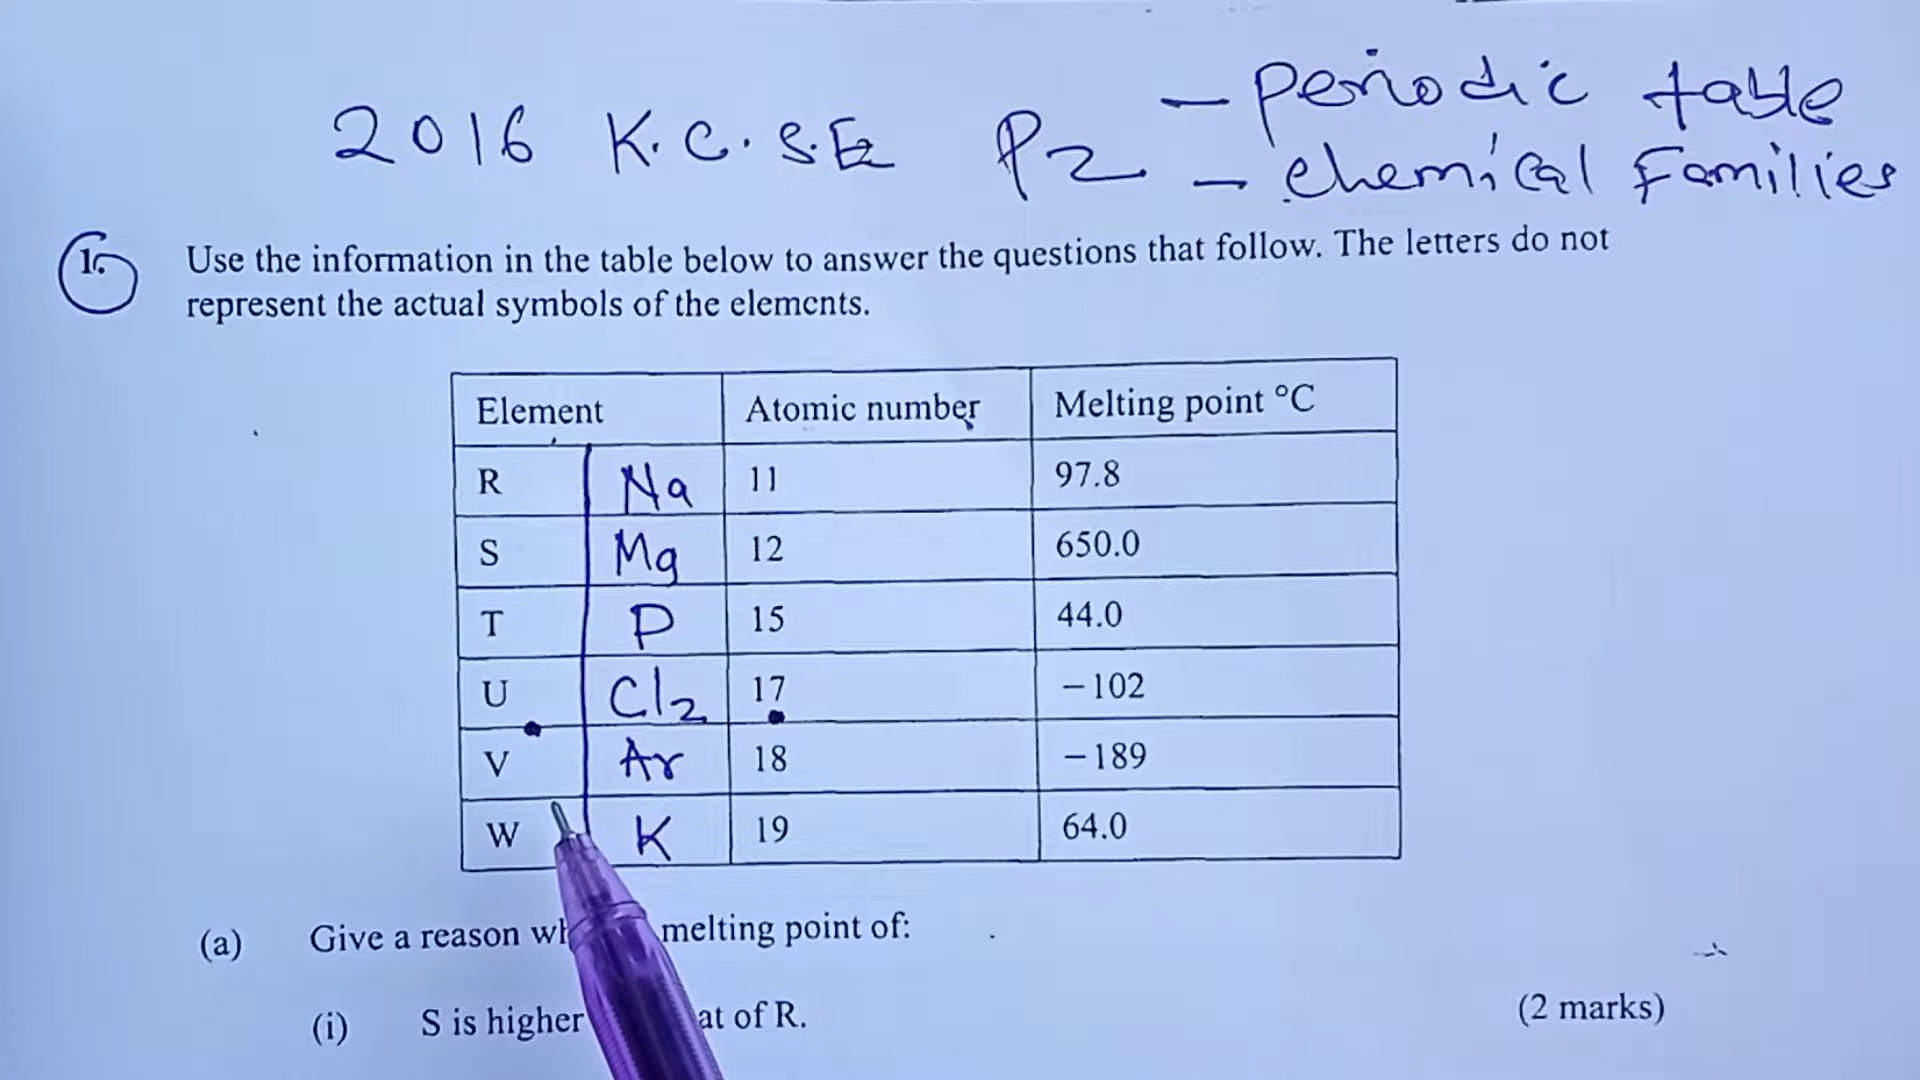 2016 K.C.S.E P2 - periodic table
- chemical Families
1. Use the information in the table below to answer the questions that follow. The letters do not
represent the actual symbols of the elements.
Element Atomic number Melting point °C
R Na 11 97.8
S Mg 12 650.0
T P 15 44.0
U Cl2 17 −102
V Ar 18 −189
W K 19 64.0
(a) Give a reason melting point of:
(i) S is higher of R. (2 marks)